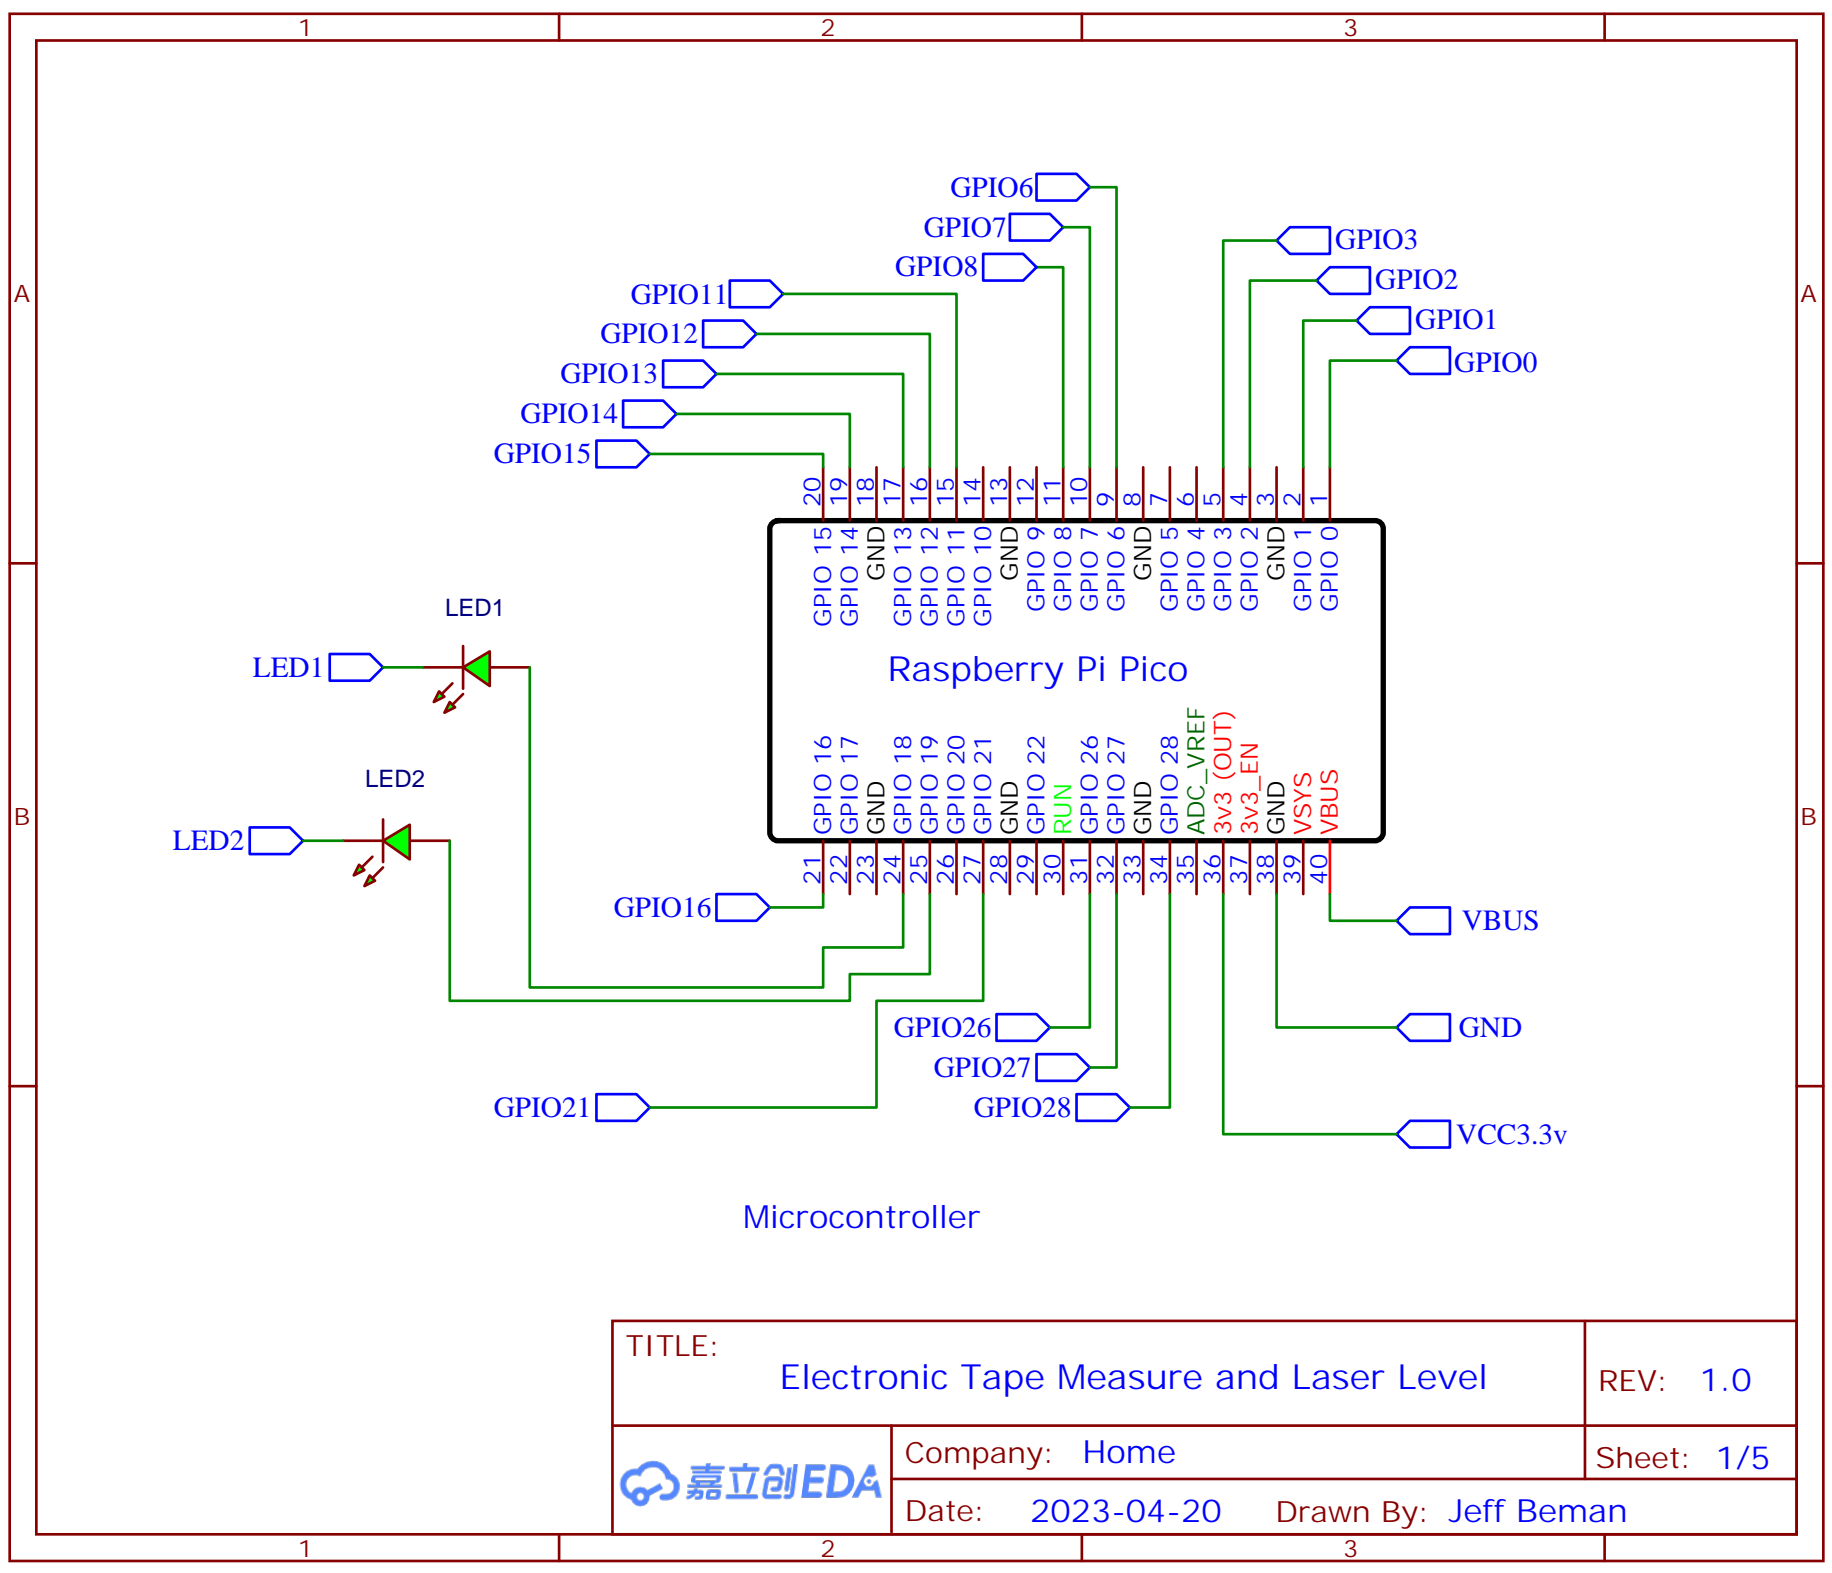 1 2 3
GPIO6
GPIO7
GPIO3
GPIO8
GPIO2
GPIO11
A A
GPIO1
GPIO12
GPIO0
GPIO13
GPIO14
GPIO15
20 19 18 17 16 15 14 13 12 11 10 9 8 7 6 5 4 3 2 1
GPIO 15 GPIO 14 GND GPIO 13 GPIO 12 GPIO 11 GPIO 10 GND GPIO 9 GPIO 8 GPIO 7 GPIO 6 GND GPIO 5 GPIO 4 GPIO 3 GPIO 2 GND GPIO 1 GPIO 0
LED1
LED1
Raspberry Pi Pico
LED2
LED2
B B
GPIO 16 GPIO 17 GND GPIO 18 GPIO 19 GPIO 20 GPIO 21 GND GPIO 22 RUN GPIO 26 GPIO 27 GND GPIO 28 ADC_VREF 3v3 (OUT) 3v3_EN GND VSYS VBUS
21 22 23 24 25 26 27 28 29 30 31 32 33 34 35 36 37 38 39 40
GPIO16
VBUS
GPIO26
GND
GPIO27
GPIO21
GPIO28
VCC3.3v
Microcontroller
TITLE:
Electronic Tape Measure and Laser Level
REV: 1.0
嘉立创EDA
Company: Home
Sheet: 1/5
Date: 2023-04-20 Drawn By: Jeff Beman
1 2 3